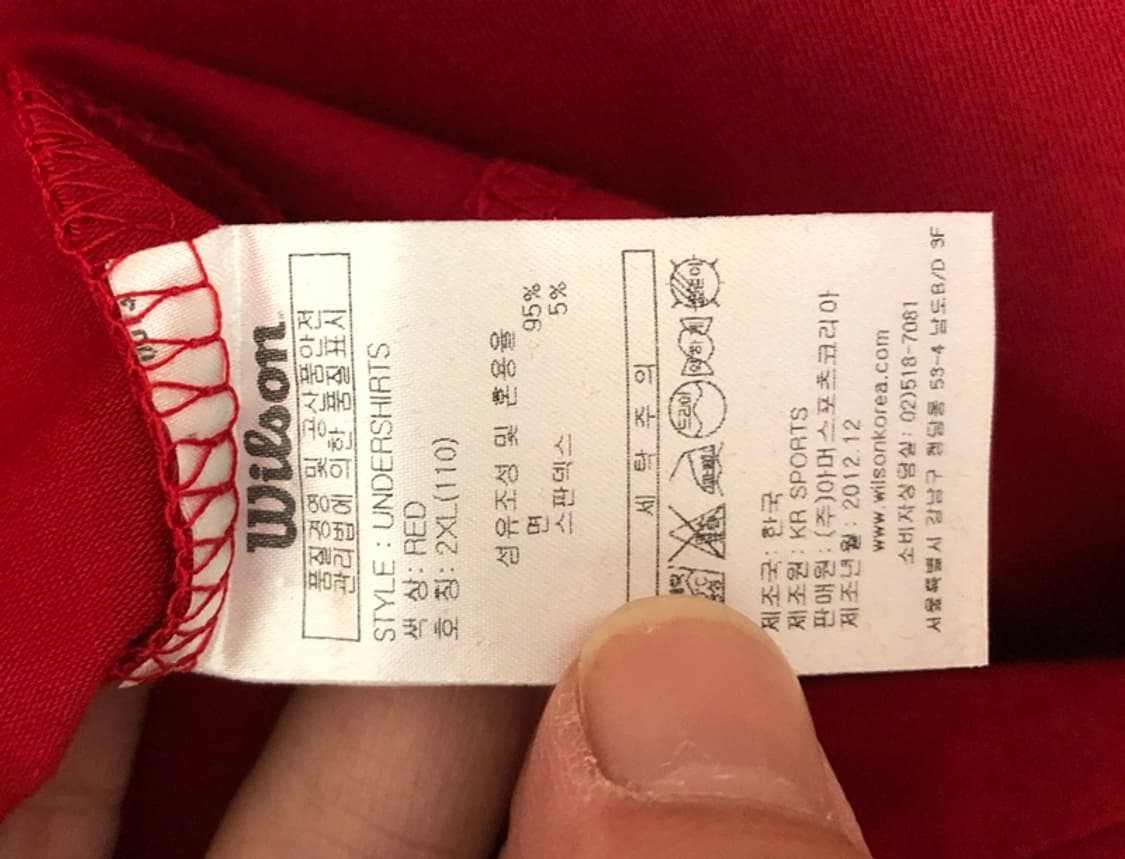 Wilson
품질경영 및 공산품안전
관리법에 의한 품질표시
STYLE : UNDERSHIRTS
색 상 : RED
호 칭 : 2XL(110)
섬유조성 및 혼용율
면 95%
스판덱스 5%
세 탁 주 의
드라이
제조국 : 한국
제조원 : KR SPORTS
판매원 : (주)아머스포츠코리아
제조년월 : 2012.12
www.wilsonkorea.com
소비자상담실: 02)518-7081
서울특별시 강남구 청담동 53-4 남도B/D 3F